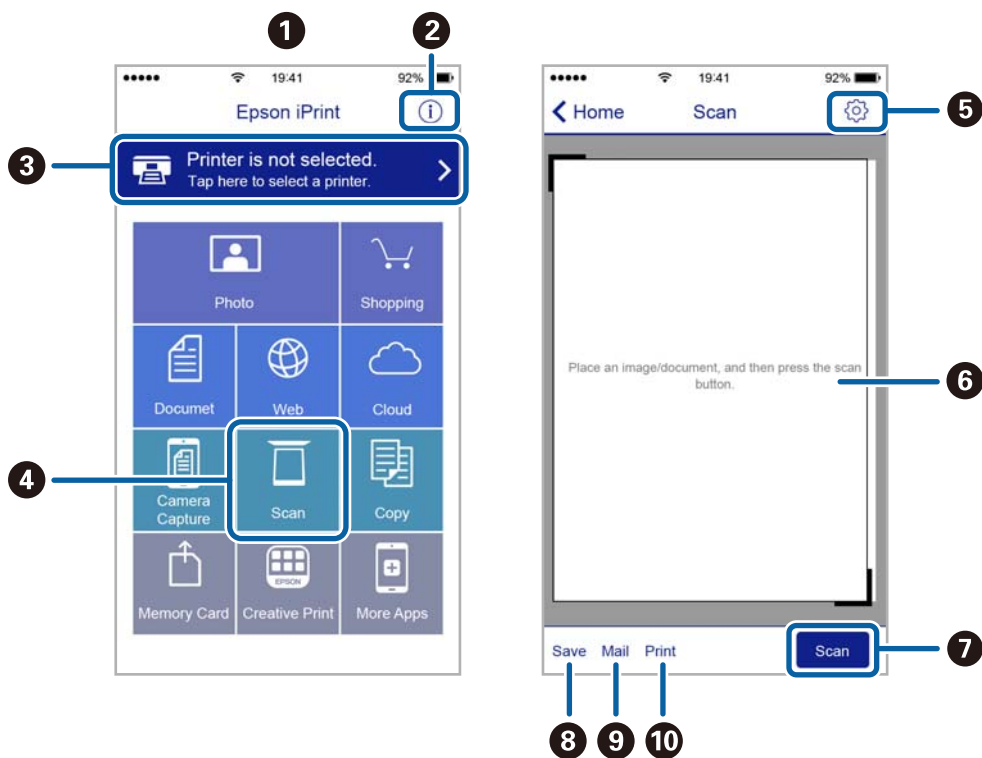 1
2
19:41
92%
Epson iPrint
i
3
Printer is not selected.
Tap here to select a printer.
Photo
Shopping
Documet
Web
Cloud
4
Camera
Capture
Scan
Copy
EPSON
Memory Card
Creative Print
More Apps
19:41
92%
Home
Scan
5
Place an image/document, and then press the scan
button.
6
Save
Mail
Print
Scan
7
8
9
10